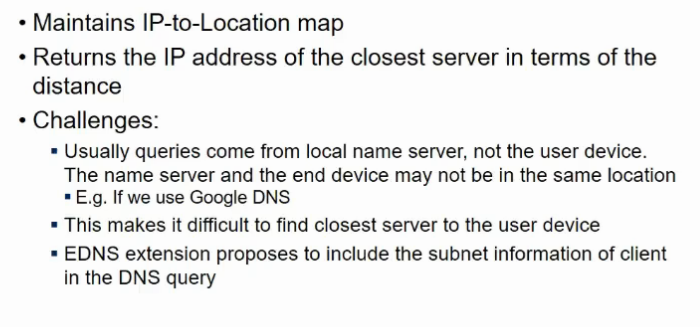 • Maintains IP-to-Location map
• Returns the IP address of the closest server in terms of the
distance
• Challenges:
▪ Usually queries come from local name server, not the user device.
The name server and the end device may not be in the same location
▪ E.g. If we use Google DNS
▪ This makes it difficult to find closest server to the user device
▪ EDNS extension proposes to include the subnet information of client
in the DNS query